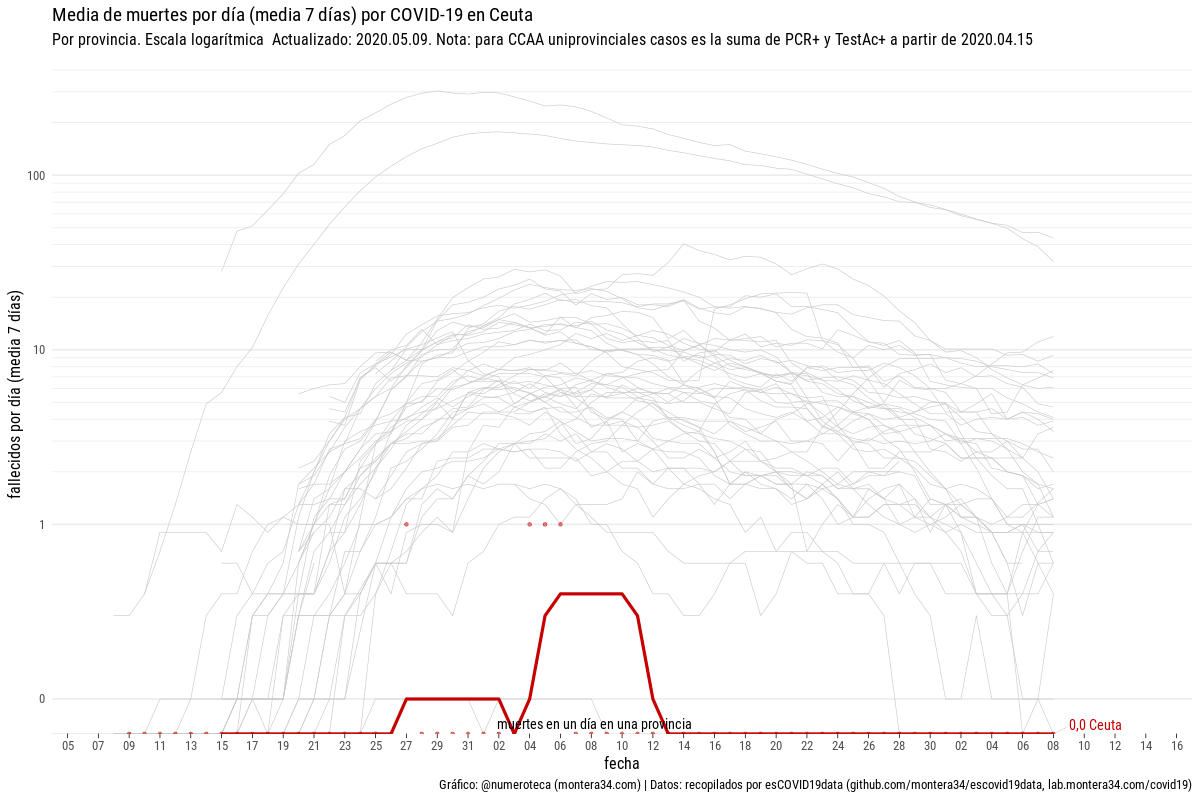 Media de muertes por día (media 7 días) por COVID-19 en Ceuta
Por provincia. Escala logarítmica  Actualizado: 2020.05.09. Nota: para CCAA uniprovinciales casos es la suma de PCR+ y TestAc+ a partir de 2020.04.15
fallecidos por día (media 7 días)
100
10
1
0
muertes en un día en una provincia
0,0 Ceuta
05 07 09 11 13 15 17 19 21 23 25 27 29 31 02 04 06 08 10 12 14 16 18 20 22 24 26 28 30 02 04 06 08 10 12 14 16
fecha
Gráfico: @numeroteca (montera34.com) | Datos: recopilados por esCOVID19data (github.com/montera34/escovid19data, lab.montera34.com/covid19)